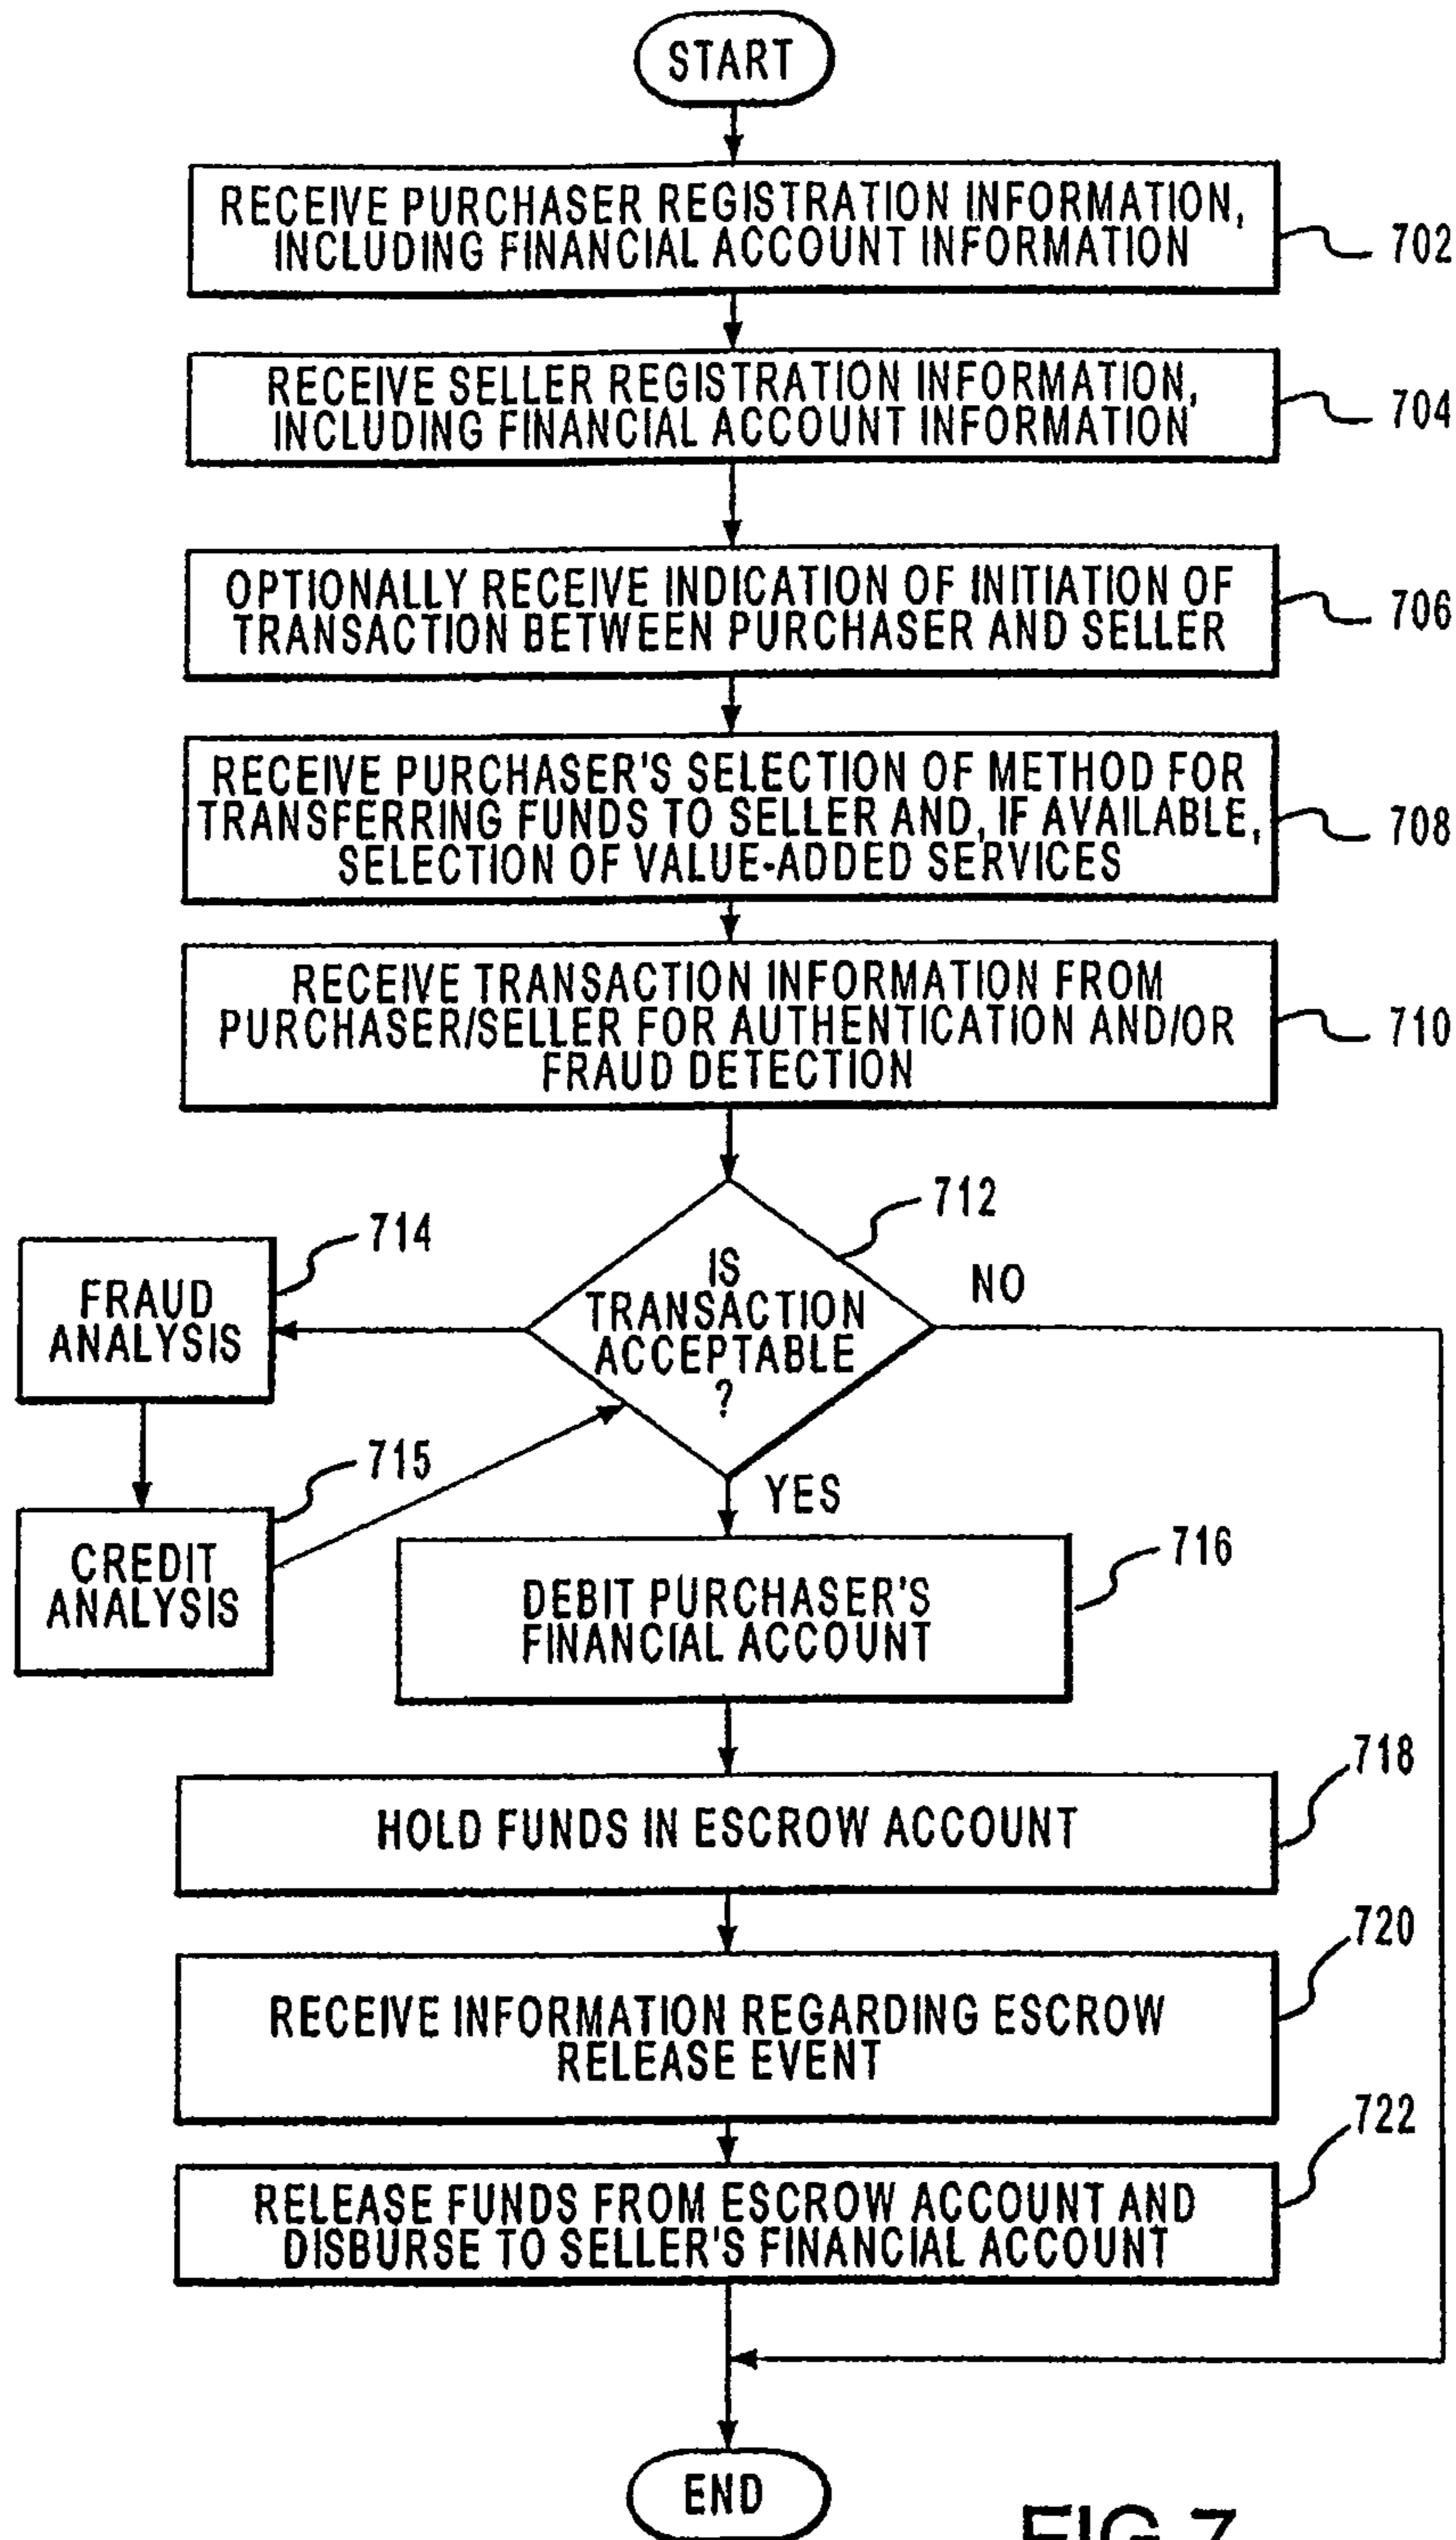 START
RECEIVE PURCHASER REGISTRATION INFORMATION,
INCLUDING FINANCIAL ACCOUNT INFORMATION
702
RECEIVE SELLER REGISTRATION INFORMATION,
INCLUDING FINANCIAL ACCOUNT INFORMATION
704
OPTIONALLY RECEIVE INDICATION OF INITIATION OF
TRANSACTION BETWEEN PURCHASER AND SELLER
706
RECEIVE PURCHASER'S SELECTION OF METHOD FOR
TRANSFERRING FUNDS TO SELLER AND, IF AVAILABLE,
SELECTION OF VALUE-ADDED SERVICES
708
RECEIVE TRANSACTION INFORMATION FROM
PURCHASER/SELLER FOR AUTHENTICATION AND/OR
FRAUD DETECTION
710
712
IS
TRANSACTION
ACCEPTABLE
?
NO
714
FRAUD
ANALYSIS
715
CREDIT
ANALYSIS
YES
716
DEBIT PURCHASER'S
FINANCIAL ACCOUNT
718
HOLD FUNDS IN ESCROW ACCOUNT
720
RECEIVE INFORMATION REGARDING ESCROW
RELEASE EVENT
722
RELEASE FUNDS FROM ESCROW ACCOUNT AND
DISBURSE TO SELLER'S FINANCIAL ACCOUNT
END
FIG. 7